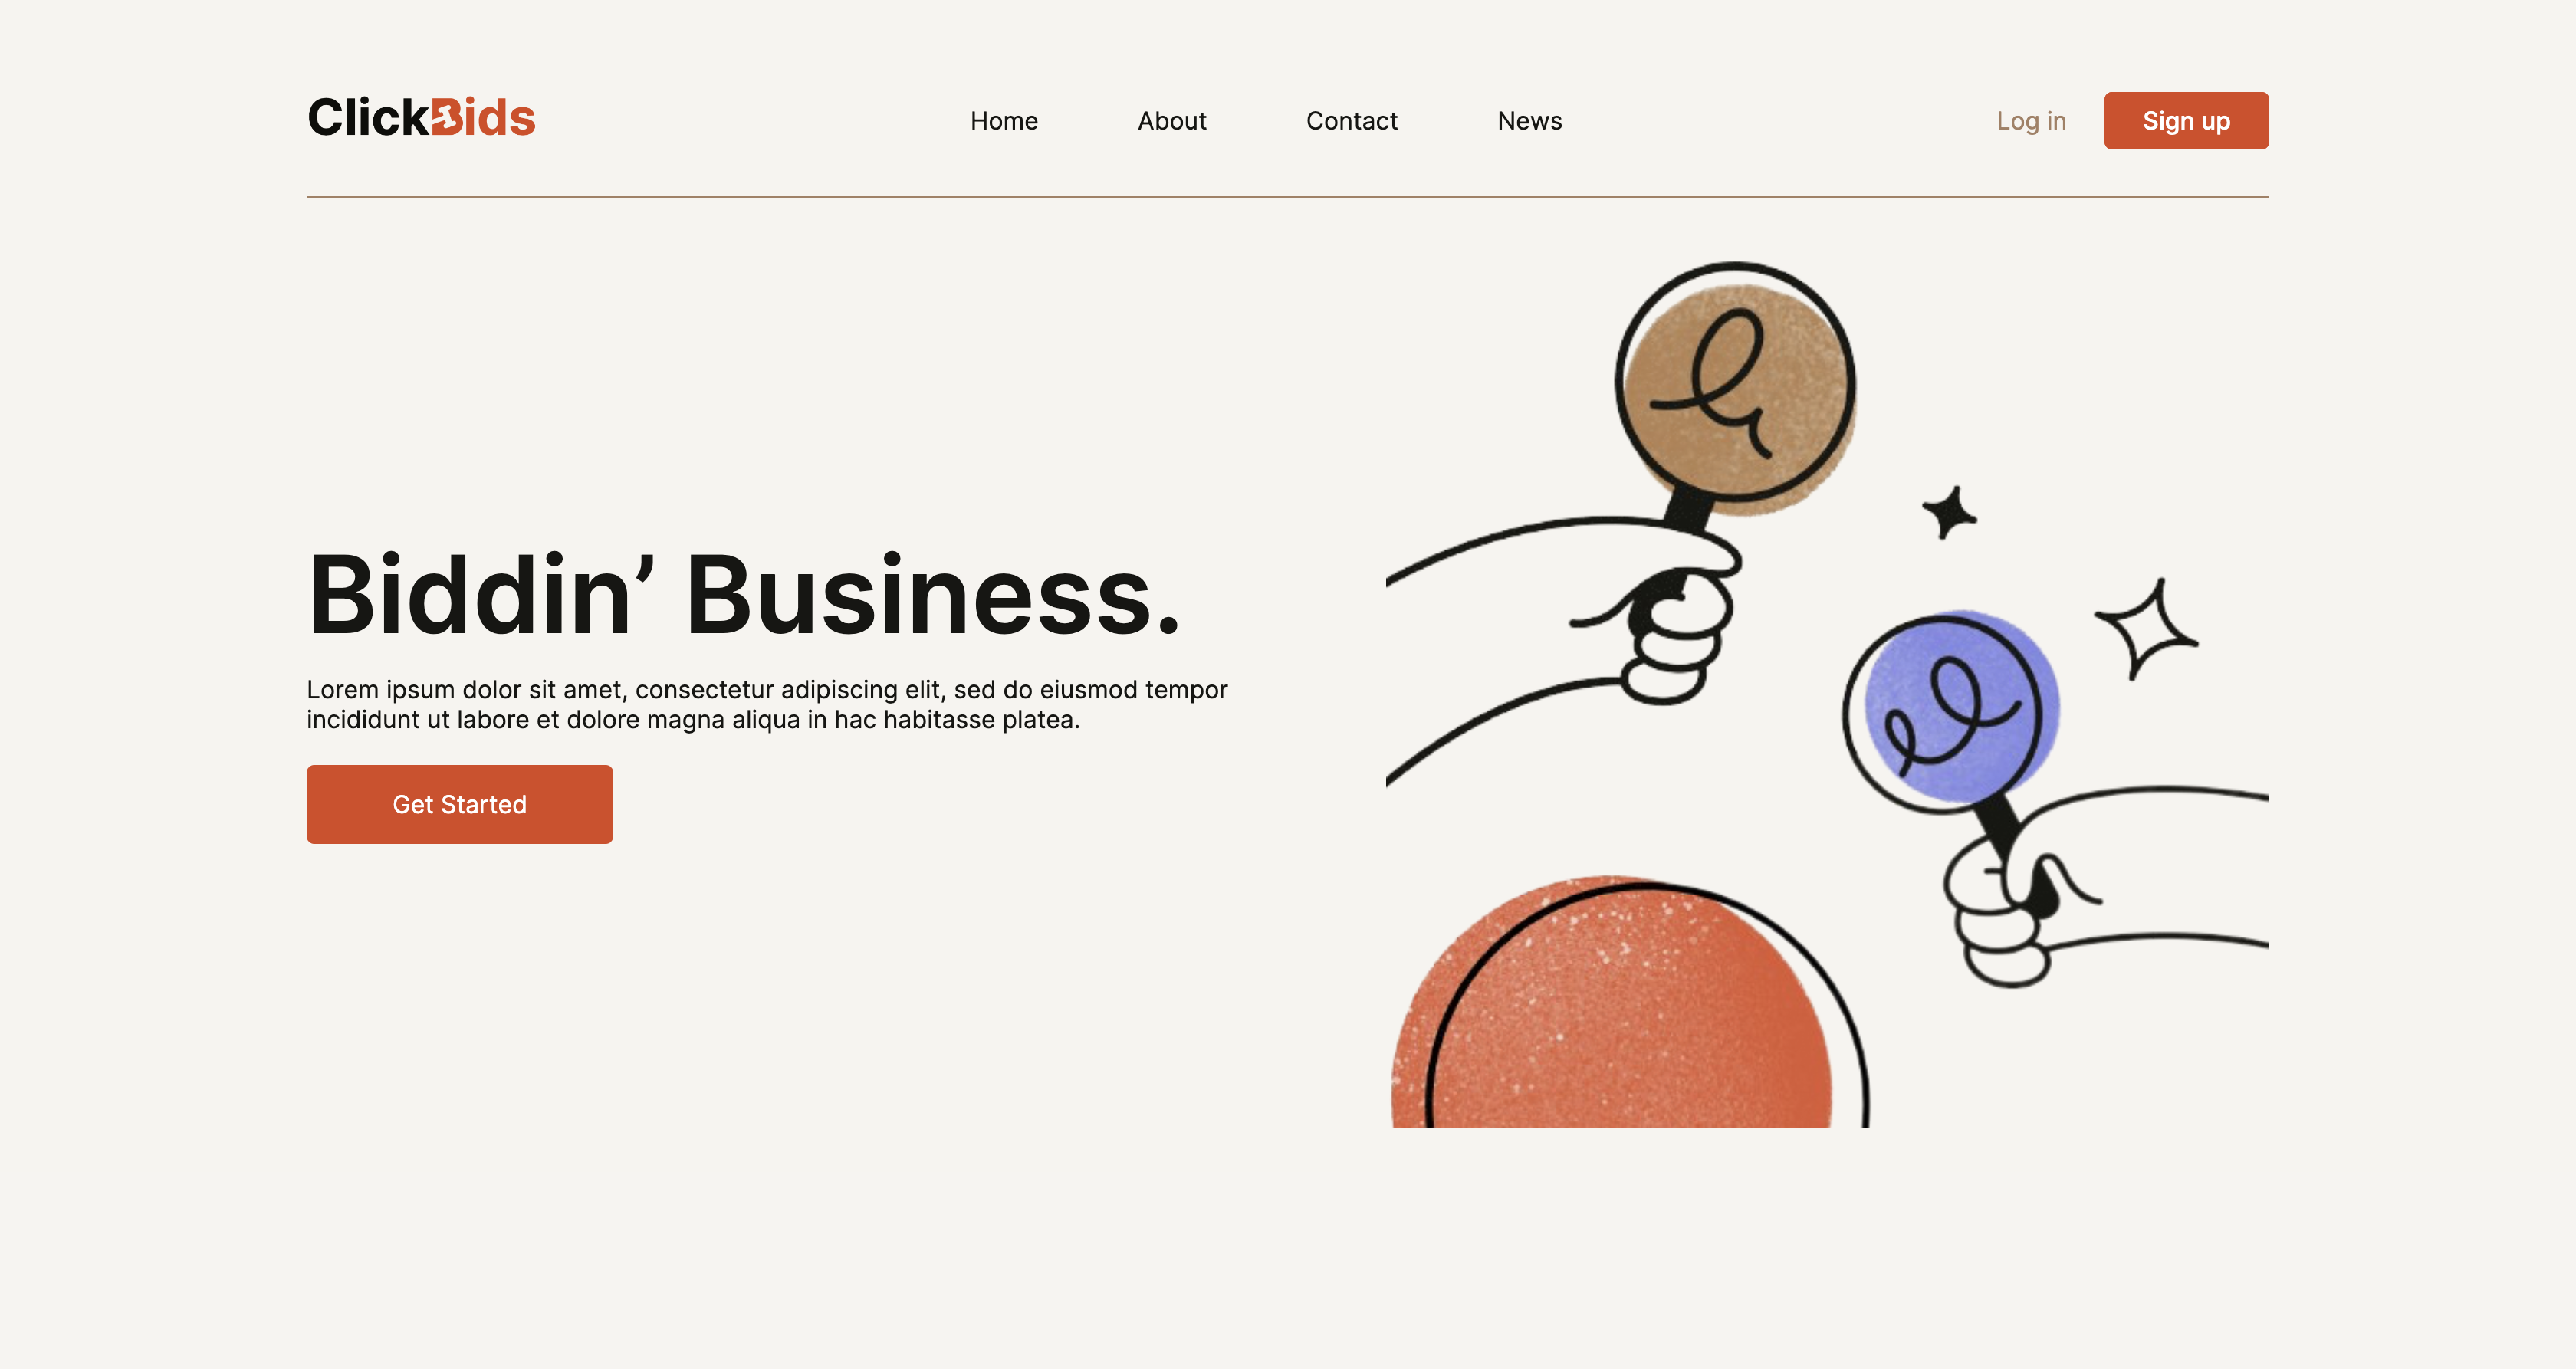 ClickBids
Home
About
Contact
News
Log in
Sign up
Biddin’ Business.
Lorem ipsum dolor sit amet, consectetur adipiscing elit, sed do eiusmod tempor
incididunt ut labore et dolore magna aliqua in hac habitasse platea.
Get Started